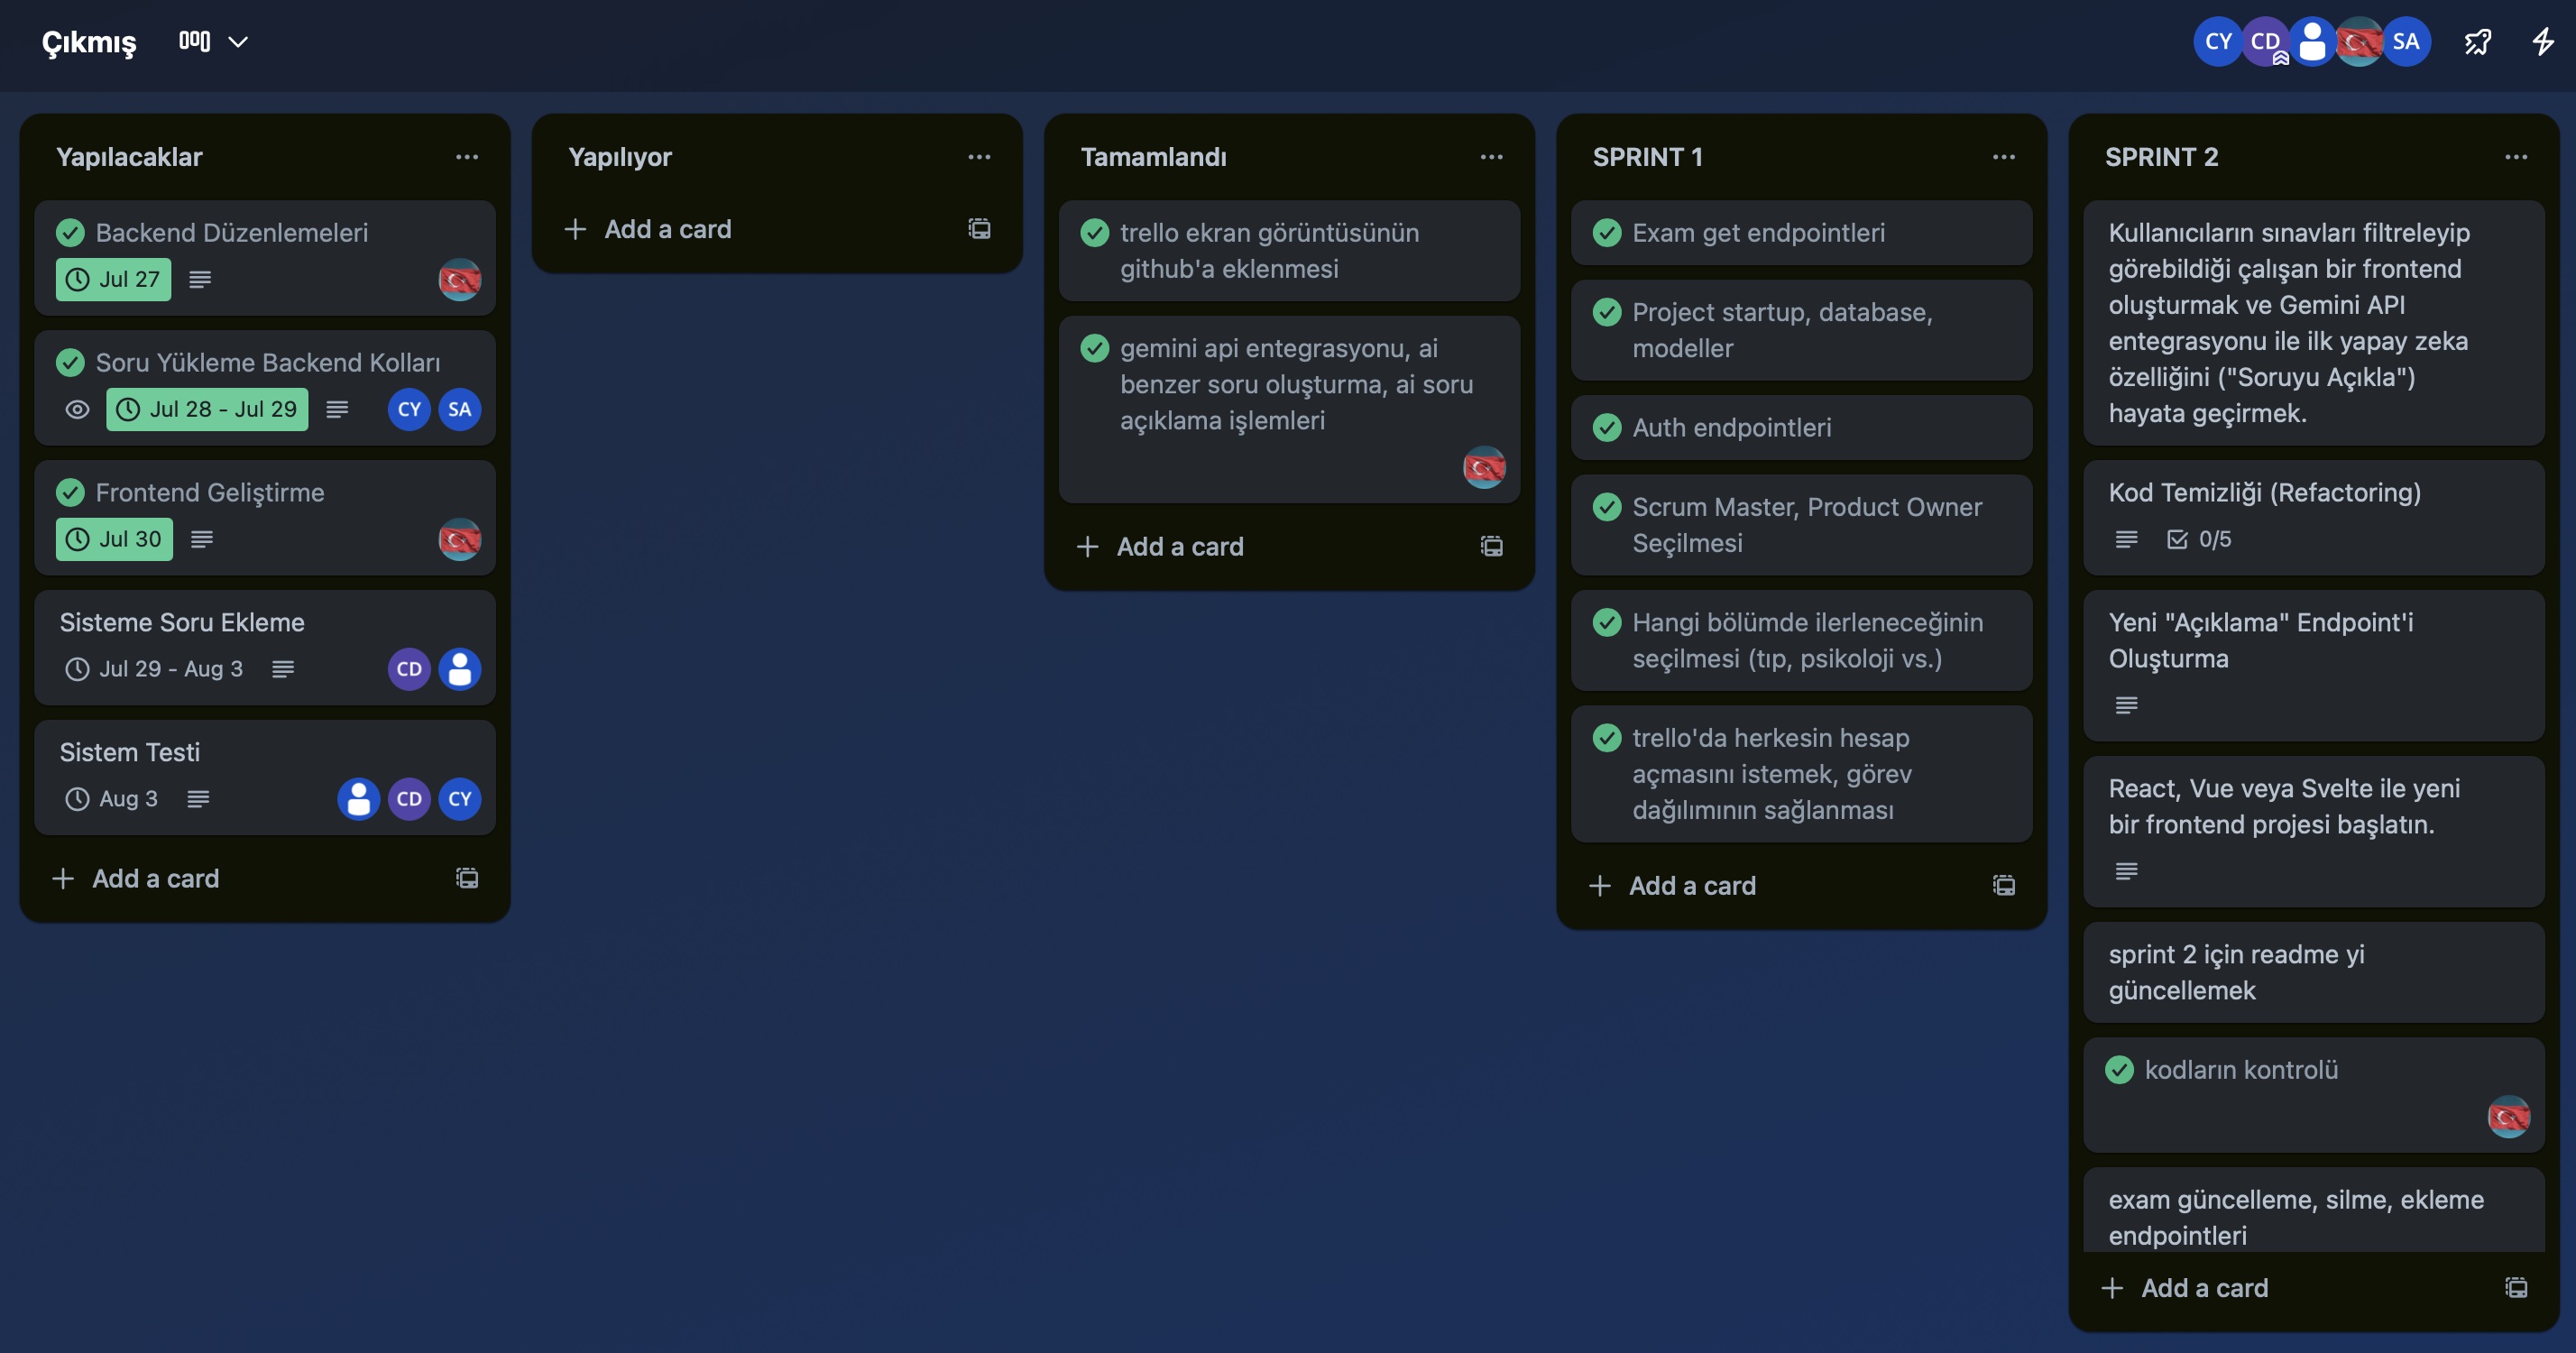 Çıkmış
CY
CD
SA
Yapılacaklar
Backend Düzenlemeleri
Jul 27
Soru Yükleme Backend Kolları
Jul 28 - Jul 29
CY
SA
Frontend Geliştirme
Jul 30
Sisteme Soru Ekleme
Jul 29 - Aug 3
CD
Sistem Testi
Aug 3
CD
CY
Add a card
Yapılıyor
Add a card
Tamamlandı
trello ekran görüntüsünün
github'a eklenmesi
gemini api entegrasyonu, ai
benzer soru oluşturma, ai soru
açıklama işlemleri
Add a card
SPRINT 1
Exam get endpointleri
Project startup, database,
modeller
Auth endpointleri
Scrum Master, Product Owner
Seçilmesi
Hangi bölümde ilerleneceğinin
seçilmesi (tıp, psikoloji vs.)
trello'da herkesin hesap
açmasını istemek, görev
dağılımının sağlanması
Add a card
SPRINT 2
Kullanıcıların sınavları filtreleyip
görebildiği çalışan bir frontend
oluşturmak ve Gemini API
entegrasyonu ile ilk yapay zeka
özelliğini ("Soruyu Açıkla")
hayata geçirmek.
Kod Temizliği (Refactoring)
0/5
Yeni "Açıklama" Endpoint'i
Oluşturma
React, Vue veya Svelte ile yeni
bir frontend projesi başlatın.
sprint 2 için readme yi
güncellemek
kodların kontrolü
exam güncelleme, silme, ekleme
endpointleri
Add a card